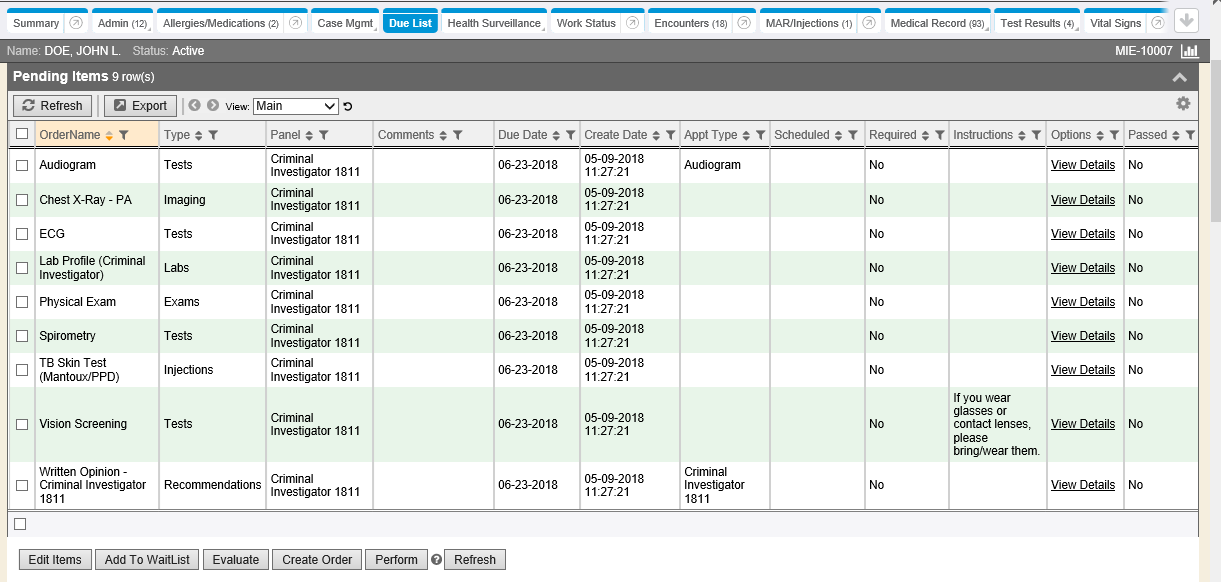 Summary Admin (12) Allergies/Medications (2) Case Mgmt Due List Health Surveillance Work Status Encounters (18) MAR/Injections (1) Medical Record (93) Test Results (4) Vital Signs
Name: DOE, JOHN L. Status: Active MIE-10007
Pending Items 9 row(s)
Refresh Export View: Main
OrderName Type Panel Comments Due Date Create Date Appt Type Scheduled Required Instructions Options Passed
Audiogram Tests Criminal Investigator 1811 06-23-2018 05-09-2018 11:27:21 Audiogram No View Details No
Chest X-Ray - PA Imaging Criminal Investigator 1811 06-23-2018 05-09-2018 11:27:21 No View Details No
ECG Tests Criminal Investigator 1811 06-23-2018 05-09-2018 11:27:21 No View Details No
Lab Profile (Criminal Investigator) Labs Criminal Investigator 1811 06-23-2018 05-09-2018 11:27:21 No View Details No
Physical Exam Exams Criminal Investigator 1811 06-23-2018 05-09-2018 11:27:21 No View Details No
Spirometry Tests Criminal Investigator 1811 06-23-2018 05-09-2018 11:27:21 No View Details No
TB Skin Test (Mantoux/PPD) Injections Criminal Investigator 1811 06-23-2018 05-09-2018 11:27:21 No View Details No
Vision Screening Tests Criminal Investigator 1811 06-23-2018 05-09-2018 11:27:21 No If you wear glasses or contact lenses, please bring/wear them. View Details No
Written Opinion - Criminal Investigator 1811 Recommendations Criminal Investigator 1811 06-23-2018 05-09-2018 11:27:21 Criminal Investigator 1811 No View Details No
Edit Items Add To WaitList Evaluate Create Order Perform ? Refresh